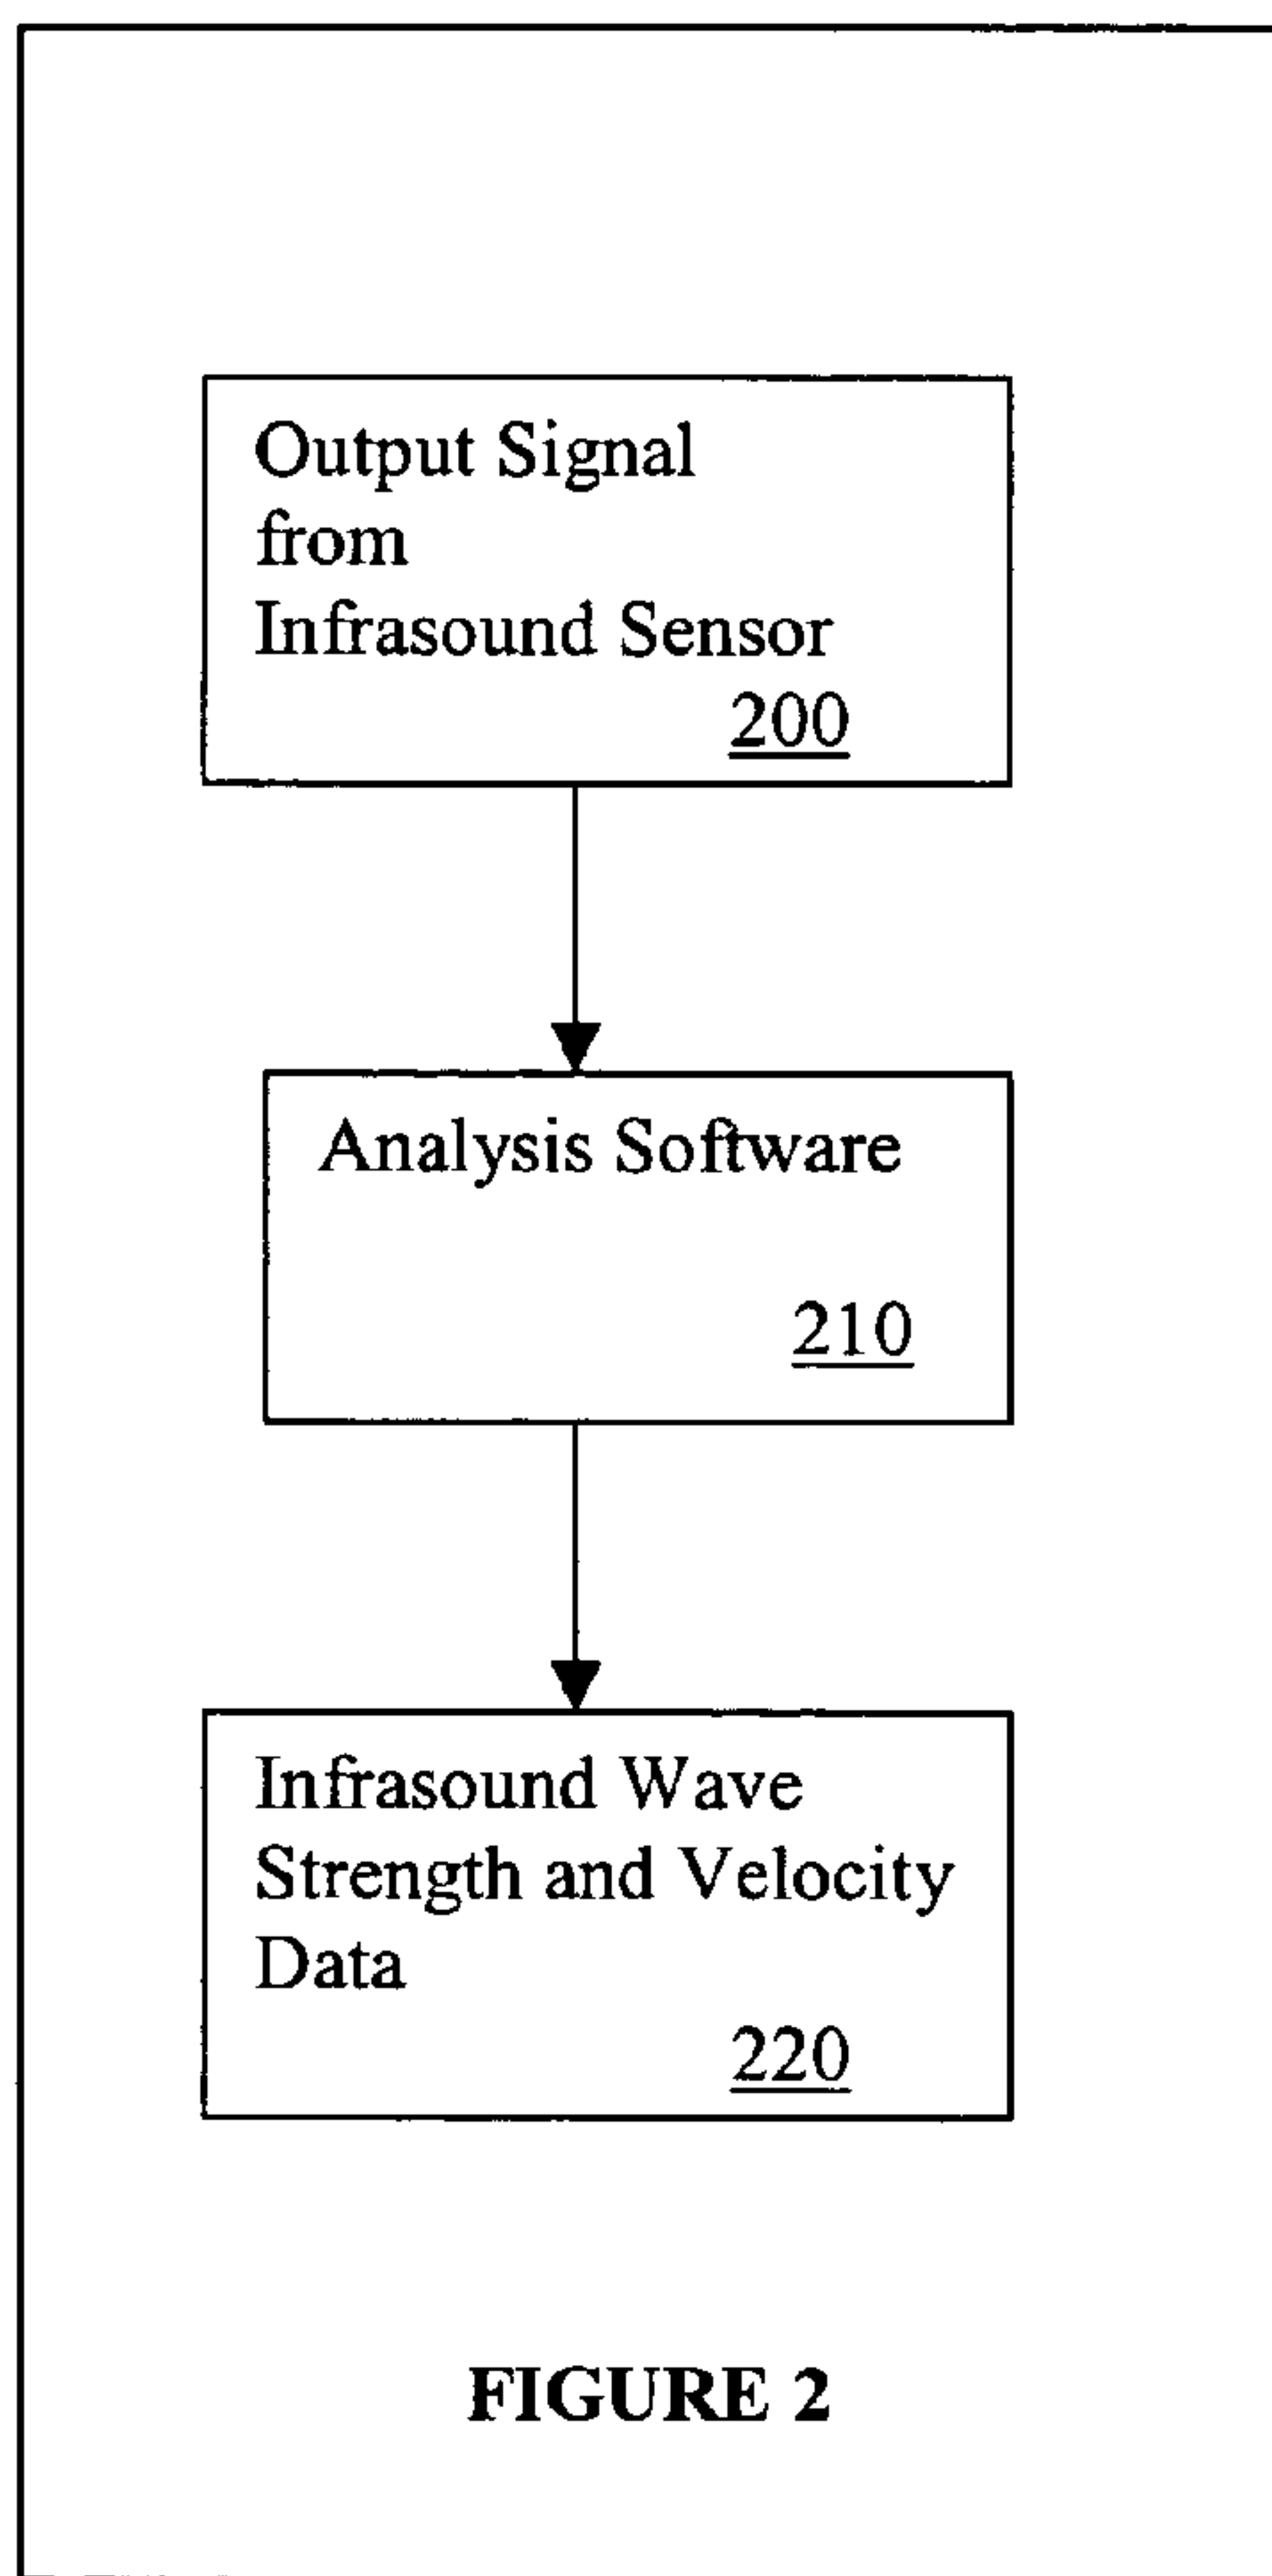 Output Signal
from
Infrasound Sensor
200
Analysis Software
210
Infrasound Wave
Strength and Velocity
Data
220
FIGURE 2